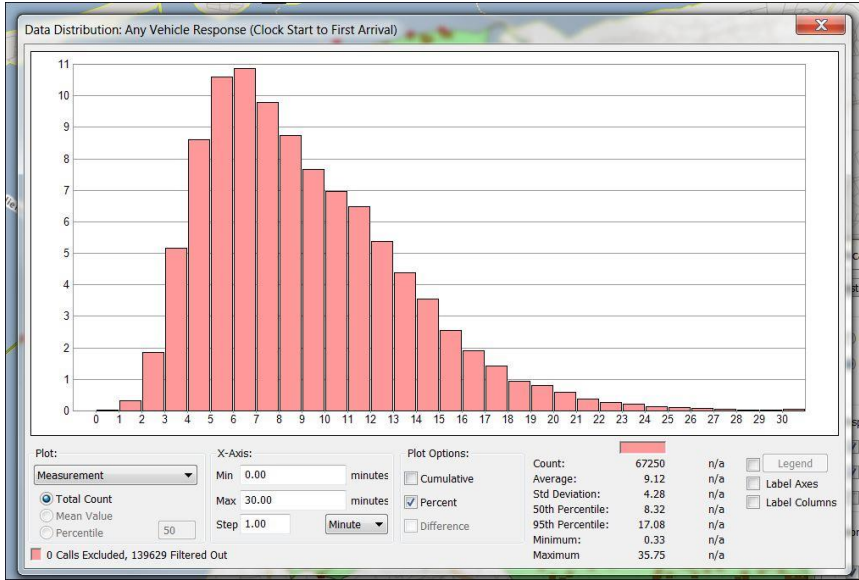 Data Distribution: Any Vehicle Response (Clock Start to First Arrival)
11
10
9
8
7
6
5
4
3
2
1
0
0 1 2 3 4 5 6 7 8 9 10 11 12 13 14 15 16 17 18 19 20 21 22 23 24 25 26 27 28 29 30
Plot:
Measurement
Total Count
Mean Value
Percentile 50
X-Axis:
Min 0.00 minutes
Max 30.00 minutes
Step 1.00 Minute
Plot Options:
Cumulative
Percent
Difference
Count: 67250 n/a
Average: 9.12 n/a
Std Deviation: 4.28 n/a
50th Percentile: 8.32 n/a
95th Percentile: 17.08 n/a
Minimum: 0.33 n/a
Maximum 35.75 n/a
Legend
Label Axes
Label Columns
0 Calls Excluded, 139629 Filtered Out